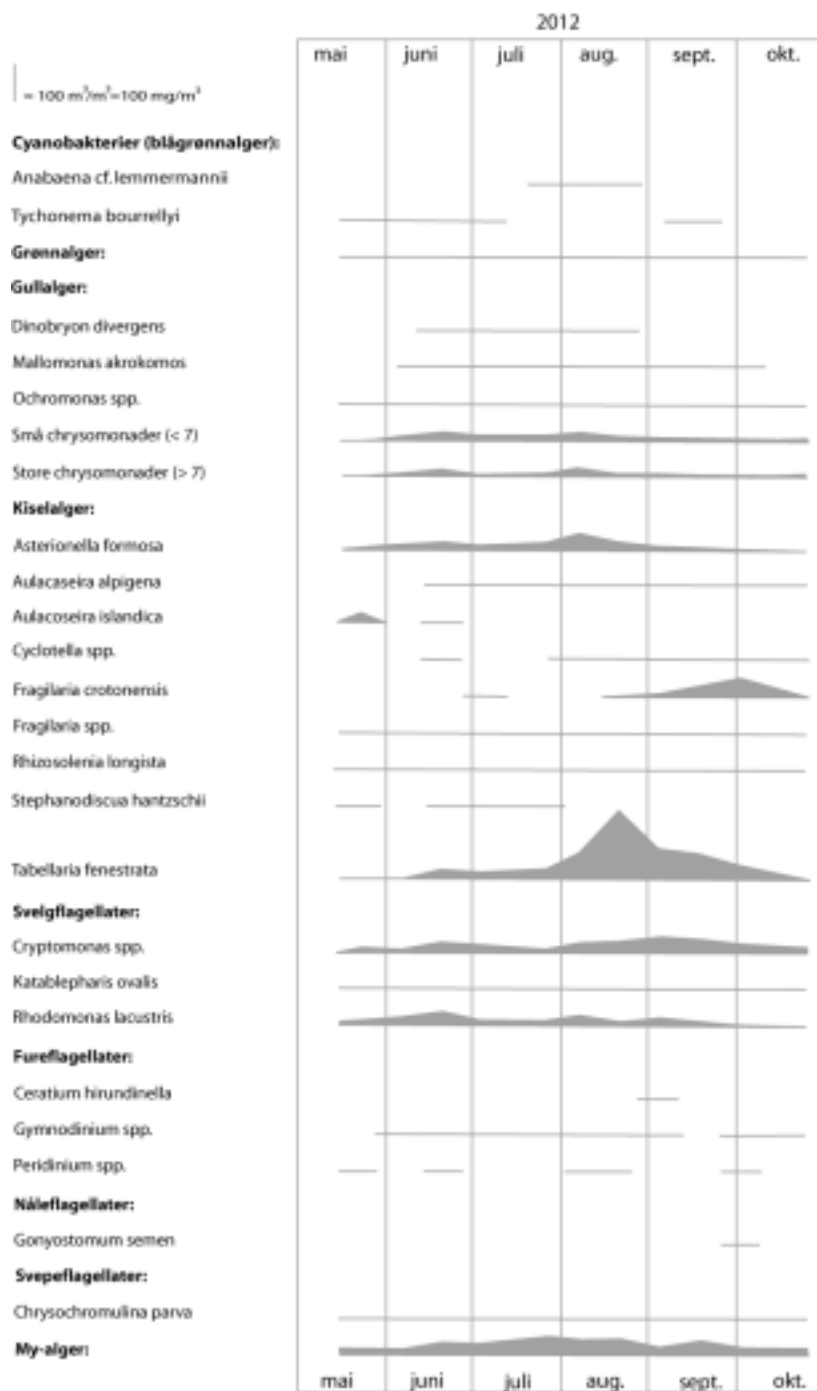 2012
mai juni juli aug. sept. okt.
= 100 m³/m³=100 mg/m³
Cyanobakterier (blågrønnalger):
Anabaena cf. lemmermannii
Tychonema bourrellyi
Grønnalger:
Gullalger:
Dinobryon divergens
Mallomonas akrokomos
Ochromonas spp.
Små chrysomonader (< 7)
Store chrysomonader (> 7)
Kiselalger:
Asterionella formosa
Aulacaseira alpigena
Aulacoseira islandica
Cyclotella spp.
Fragilaria crotonensis
Fragilaria spp.
Rhizosolenia longista
Stephanodiscua hantzschii
Tabellaria fenestrata
Svelgflagellater:
Cryptomonas spp.
Katablepharis ovalis
Rhodomonas lacustris
Fureflagellater:
Ceratium hirundinella
Gymnodinium spp.
Peridinium spp.
Nåleflagellater:
Gonyostomum semen
Svepeflagellater:
Chrysochromulina parva
My-alger:
mai juni juli aug. sept. okt.